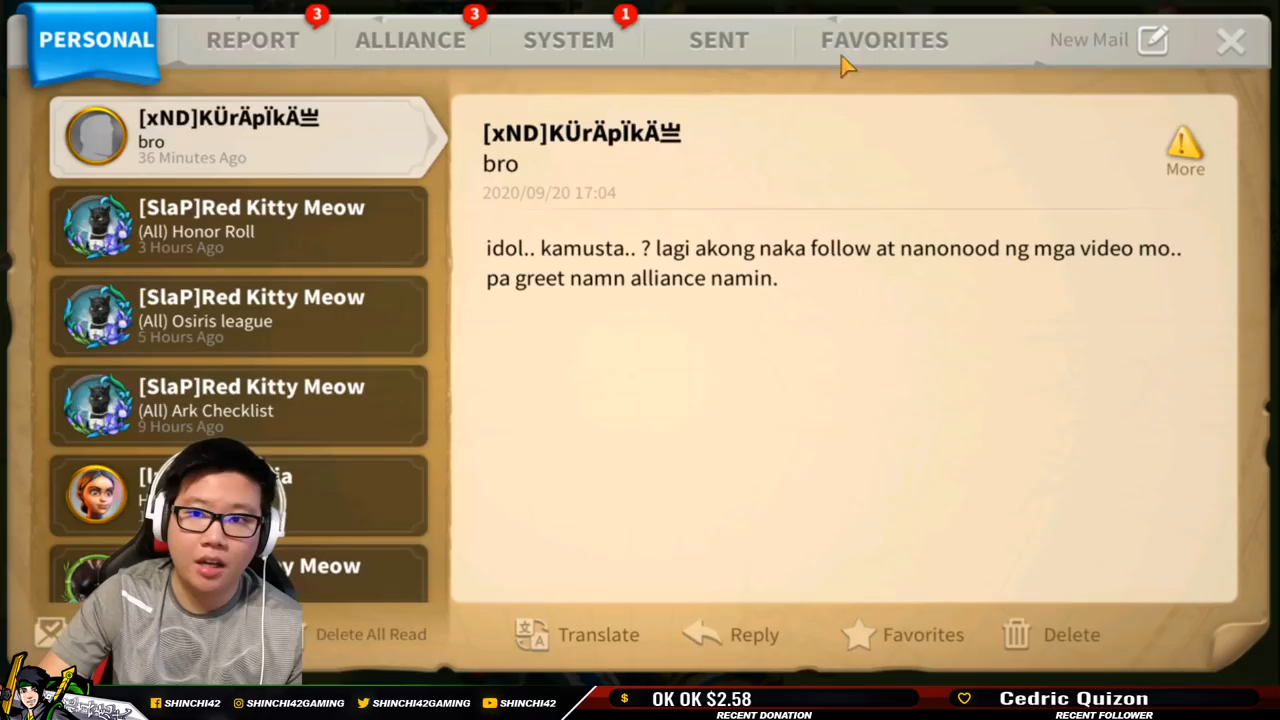 PERSONAL
REPORT
3
ALLIANCE
3
SYSTEM
1
SENT
FAVORITES
New Mail
[xND]KÜrÄpÏkÄ亗
bro
36 Minutes Ago
[SlaP]Red Kitty Meow
(All) Honor Roll
3 Hours Ago
[SlaP]Red Kitty Meow
(All) Osiris league
5 Hours Ago
[SlaP]Red Kitty Meow
(All) Ark Checklist
9 Hours Ago
Meow
Delete All Read
[xND]KÜrÄpÏkÄ亗
bro
2020/09/20 17:04
More
idol.. kamusta.. ? lagi akong naka follow at nanonood ng mga video mo..
pa greet namn alliance namin.
Translate
Reply
Favorites
Delete
SHINCHI42
SHINCHI42GAMING
SHINCHI42GAMING
SHINCHI42
$
OK OK $2.58
RECENT DONATION
Cedric Quizon
RECENT FOLLOWER